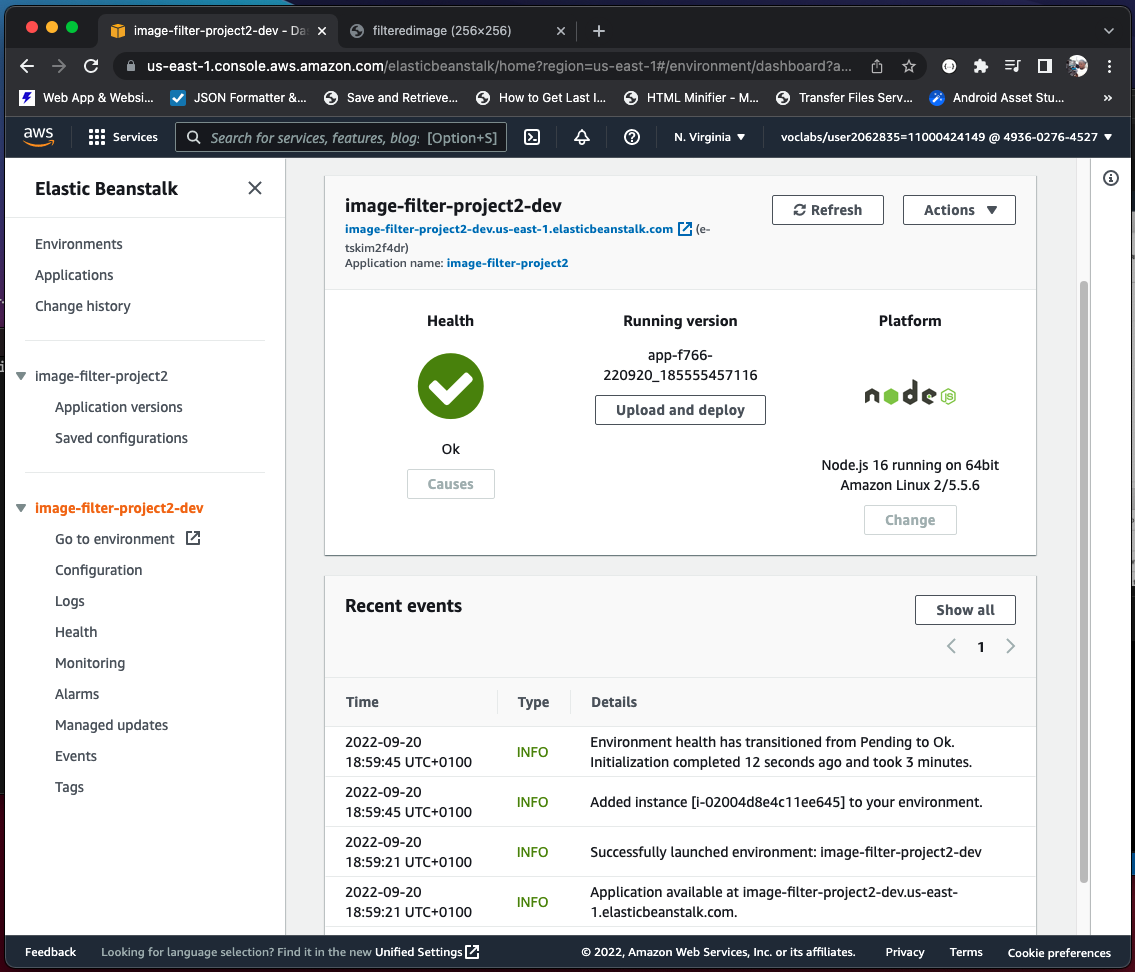 image-filter-project2-dev - Da
filteredimage (256×256)
us-east-1.console.aws.amazon.com/elasticbeanstalk/home?region=us-east-1#/environment/dashboard?a...
Web App & Websi...
JSON Formatter &...
Save and Retrieve...
How to Get Last I...
HTML Minifier - M...
Transfer Files Serv...
Android Asset Stu...
»
aws
Services
Search for services, features, blogs
[Option+S]
N. Virginia
voclabs/user2062835=11000424149 @ 4936-0276-4527
Elastic Beanstalk
Environments
Applications
Change history
image-filter-project2
Application versions
Saved configurations
image-filter-project2-dev
Go to environment
Configuration
Logs
Health
Monitoring
Alarms
Managed updates
Events
Tags
image-filter-project2-dev
image-filter-project2-dev.us-east-1.elasticbeanstalk.com (e-
tskim2f4dr)
Application name: image-filter-project2
Refresh
Actions
Health
Ok
Causes
Running version
app-f766-
220920_185555457116
Upload and deploy
Platform
node
JS
Node.js 16 running on 64bit
Amazon Linux 2/5.5.6
Change
Recent events
Show all
1
Time Type Details
2022-09-20
18:59:45 UTC+0100
INFO
Environment health has transitioned from Pending to Ok.
Initialization completed 12 seconds ago and took 3 minutes.
2022-09-20
18:59:45 UTC+0100
INFO
Added instance [i-02004d8e4c11ee645] to your environment.
2022-09-20
18:59:21 UTC+0100
INFO
Successfully launched environment: image-filter-project2-dev
2022-09-20
18:59:21 UTC+0100
INFO
Application available at image-filter-project2-dev.us-east-
1.elasticbeanstalk.com.
Feedback
Looking for language selection? Find it in the new Unified Settings
© 2022, Amazon Web Services, Inc. or its affiliates.
Privacy
Terms
Cookie preferences